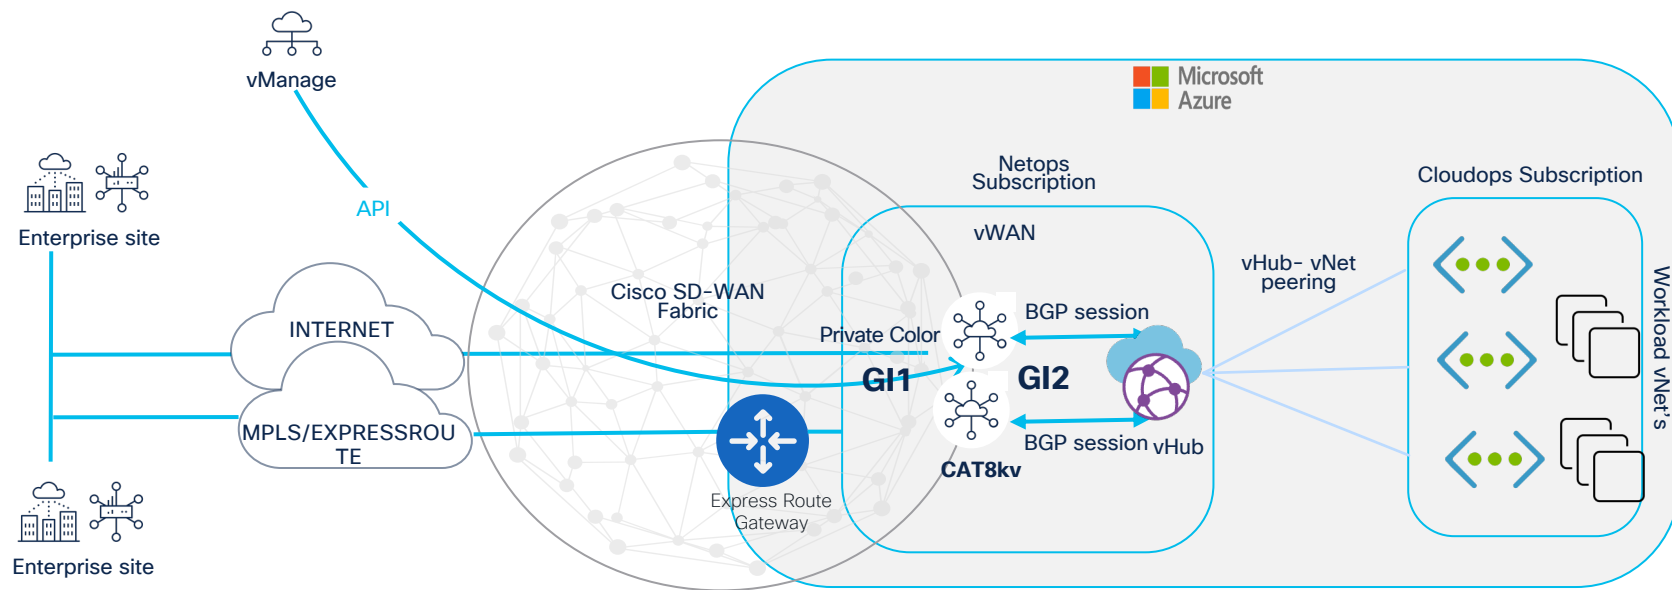 vManage
Microsoft
Azure
Netops
Subscription
Cloudops Subscription
API
Enterprise site
vWAN
vHub- vNet
peering
Cisco SD-WAN
Fabric
INTERNET
Private Color
BGP session
GI1
GI2
Workload vNet's
MPLS/EXPRESSROU
TE
BGP session
vHub
CAT8kv
Express Route
Gateway
Enterprise site